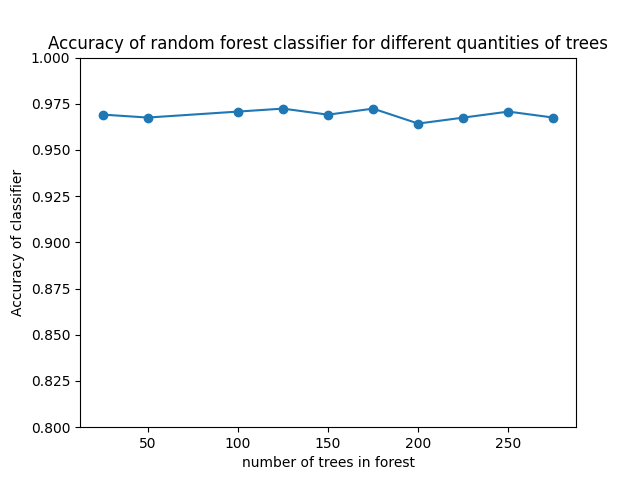 Accuracy of random forest classifier for different quantities of trees
1.000
0.975
0.950
0.925
0.900
0.875
0.850
0.825
0.800
Accuracy of classifier
50 100 150 200 250
number of trees in forest